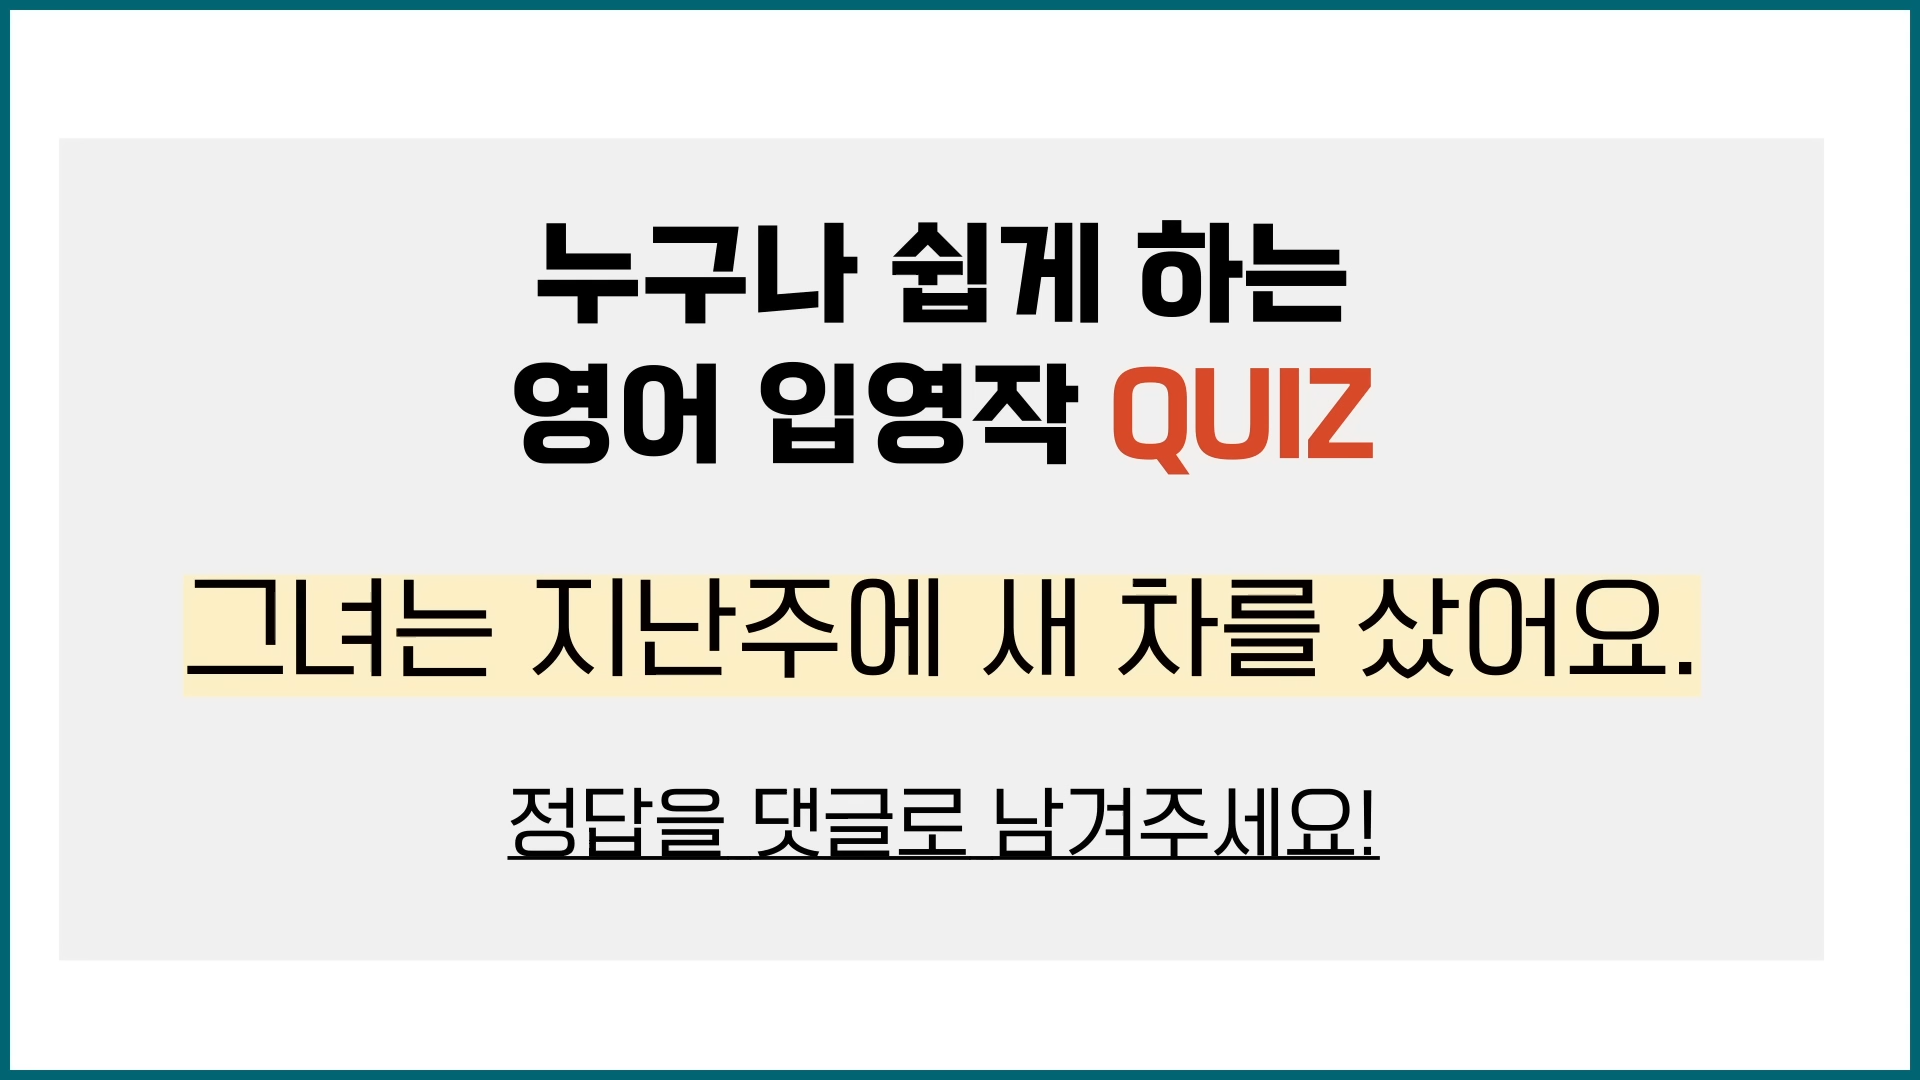 누구나 쉽게 하는
영어 입영작 QUIZ
그녀는 지난주에 새 차를 샀어요.
정답을 댓글로 남겨주세요!